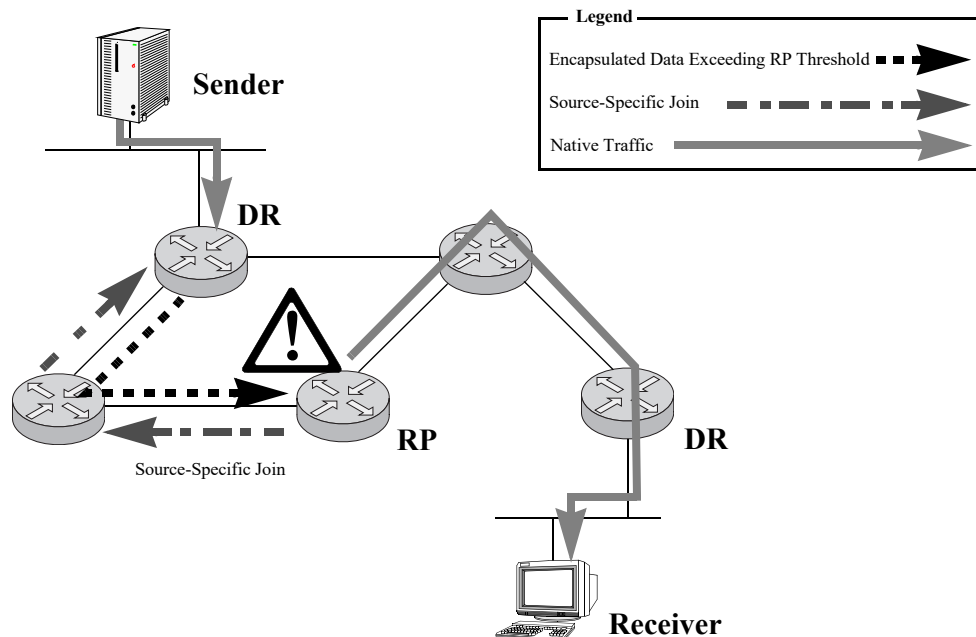 Legend
Encapsulated Data Exceeding RP Threshold
Source-Specific Join
Native Traffic
Sender
DR
RP
DR
Source-Specific Join
Receiver